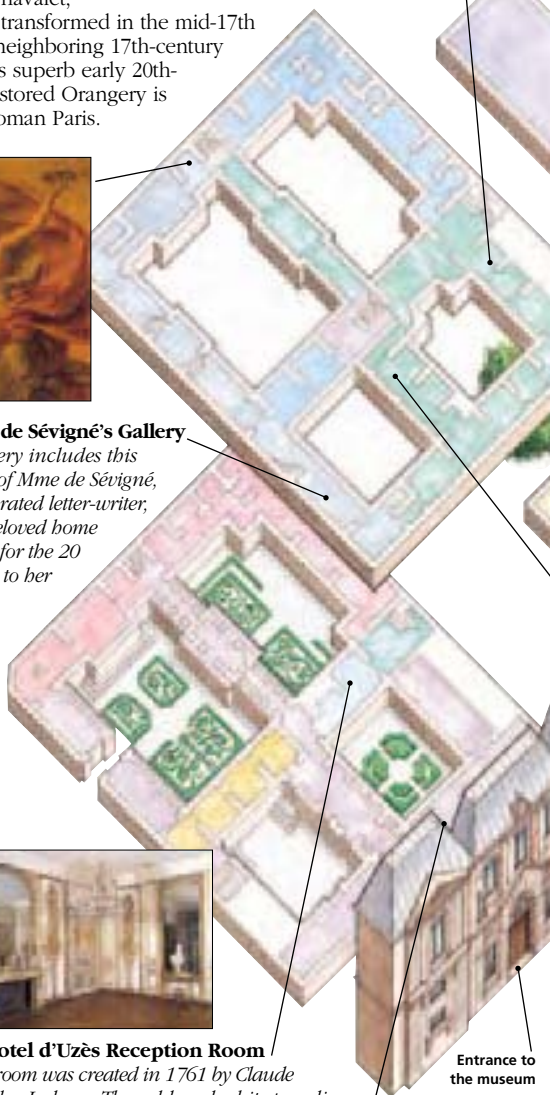 transformed in the mid-17th
neighboring 17th-century
s superb early 20th-
stored Orangery is
oman Paris.
de Sévigné's Gallery
ery includes this
of Mme de Sévigné,
rated letter-writer,
eloved home
for the 20
to her
otel d'Uzès Reception Room
room was created in 1761 by Claude
Entrance to
the museum